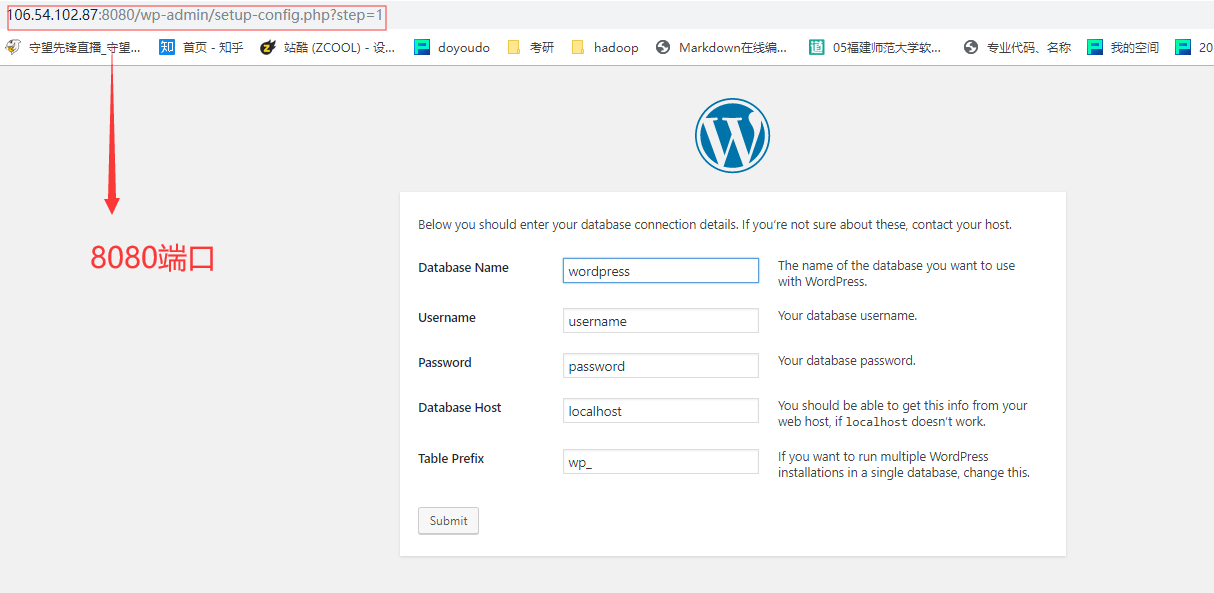 106.54.102.87:8080/wp-admin/setup-config.php?step=1
守望先锋直播_守望... 知 首页 - 知乎 站酷 (ZCOOL) - 设... doyoudo 考研 hadoop Markdown在线编... 道 05福建师范大学软... 专业代码、名称 我的空间 20
8080端口
Below you should enter your database connection details. If you’re not sure about these, contact your host.
Database Name wordpress The name of the database you want to use
with WordPress.
Username username Your database username.
Password password Your database password.
Database Host localhost You should be able to get this info from your
web host, if localhost doesn’t work.
Table Prefix wp_ If you want to run multiple WordPress
installations in a single database, change this.
Submit